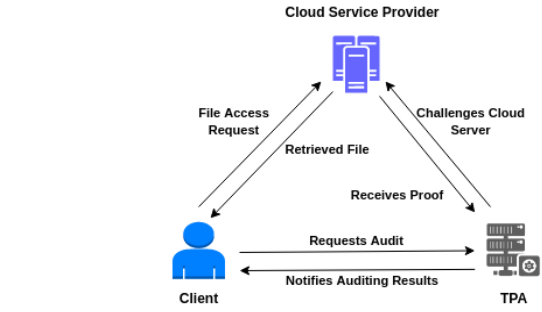 Cloud Service Provider
File Access
Request
Challenges Cloud
Server
Retrieved File
Receives Proof
Requests Audit
Notifies Auditing Results
Client
TPA